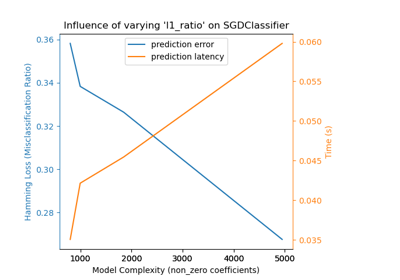 Influence of varying 'l1_ratio' on SGDClassifier
prediction error
prediction latency
Hamming Loss (Misclassification Ratio)
0.36
0.34
0.32
0.30
0.28
0.060
0.055
0.050
0.045
0.040
0.035
Time (s)
1000 2000 3000 4000 5000
Model Complexity (non_zero coefficients)